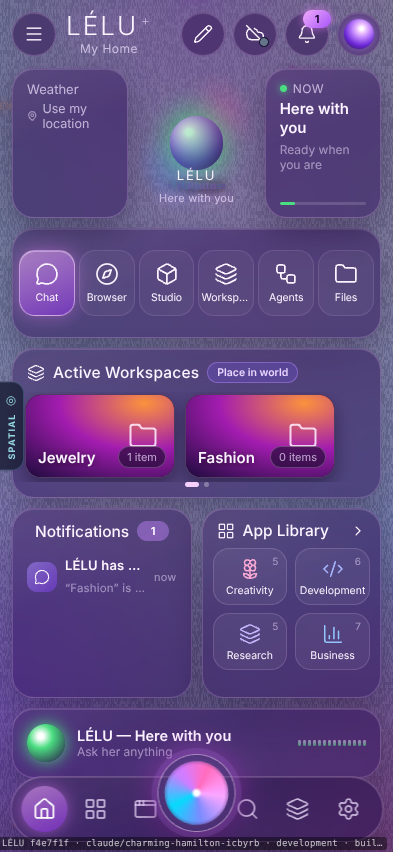 LÉLU +
My Home
1
Weather
Use my
location
LÉLU
Here with you
NOW
Here with
you
Ready when
you are
Chat
Browser
Studio
Worksp...
Agents
Files
Active Workspaces
Place in world
SPATIAL
Jewelry
1 item
Fashion
0 items
Notifications
1
LÉLU has ...
now
“Fashion” is ...
App Library
Creativity
5
Development
6
Research
5
Business
7
LÉLU — Here with you
Ask her anything
LÉLU f4e7f1f · claude/charming-hamilton-icbyrb · development · buil…